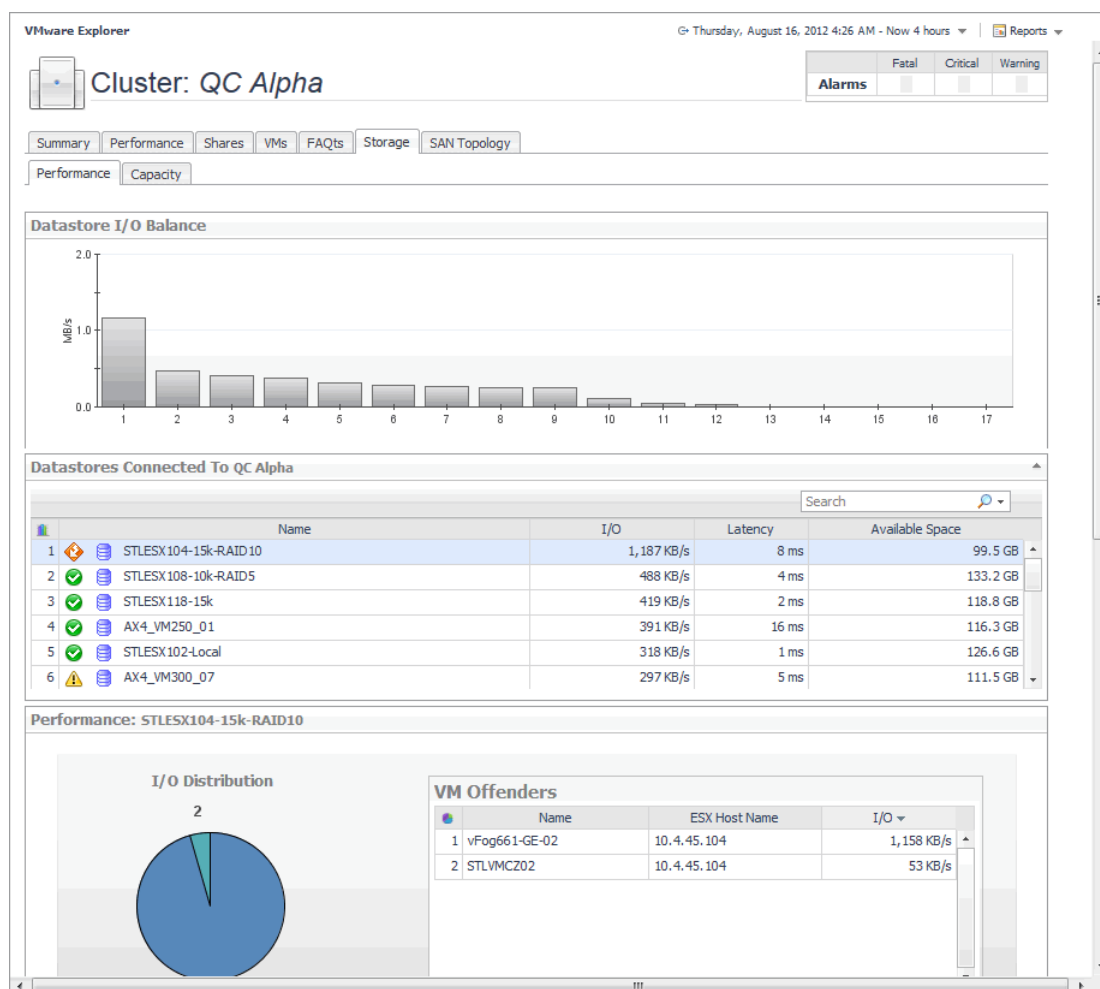 VMware Explorer
Thursday, August 16, 2012 4:26 AM - Now 4 hours
Reports
Cluster: QC Alpha
Fatal Critical Warning
Alarms
Summary Performance Shares VMs FAQts Storage SAN Topology
Performance Capacity
Datastore I/O Balance
MB/s
2.0
1.0
0.0
1 2 3 4 5 6 7 8 9 10 11 12 13 14 15 16 17
Datastores Connected To QC Alpha
Search
Name I/O Latency Available Space
1 STLESX104-15k-RAID10 1,187 KB/s 8 ms 99.5 GB
2 STLESX108-10k-RAID5 488 KB/s 4 ms 133.2 GB
3 STLESX118-15k 419 KB/s 2 ms 118.8 GB
4 AX4_VM250_01 391 KB/s 16 ms 116.3 GB
5 STLESX102-Local 318 KB/s 1 ms 126.6 GB
6 AX4_VM300_07 297 KB/s 5 ms 111.5 GB
Performance: STLESX104-15k-RAID10
I/O Distribution
2
VM Offenders
Name ESX Host Name I/O
1 vFog661-GE-02 10.4.45.104 1,158 KB/s
2 STLVMCZ02 10.4.45.104 53 KB/s